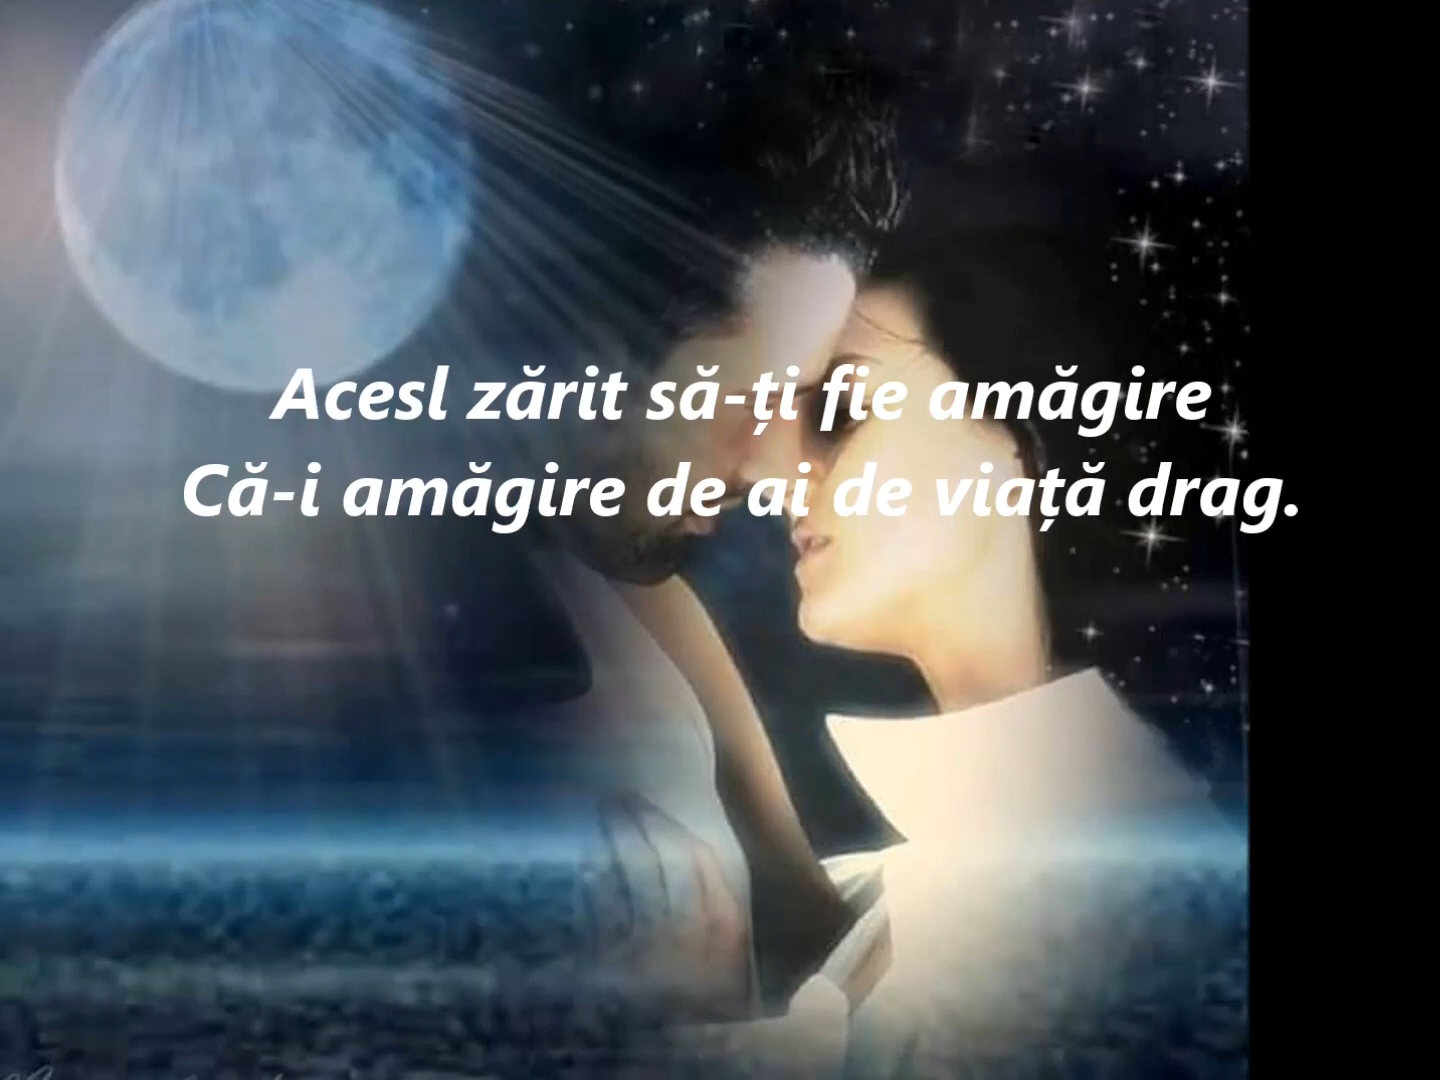 Acesl zărit să-ți fie amăgire
Că-i amăgire de ai de viață drag.